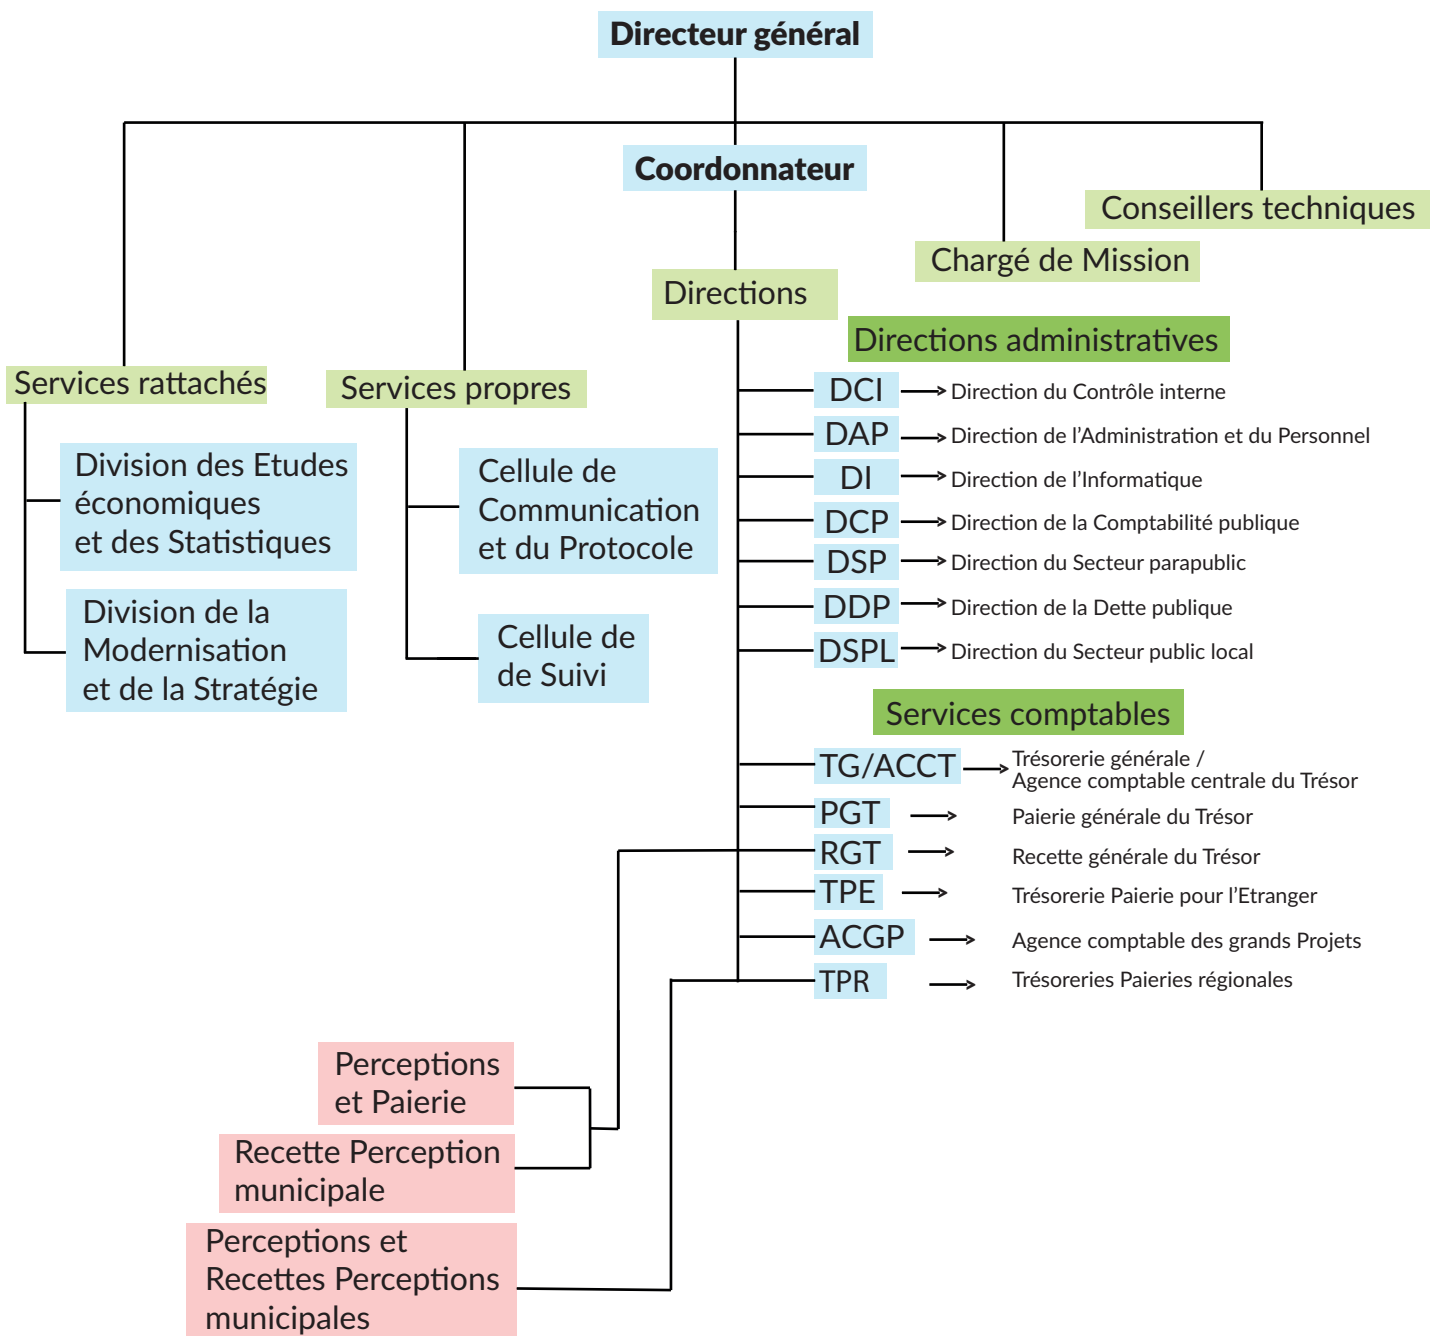 Directeur général
Coordonnateur
Conseillers techniques
Chargé de Mission
Directions
Services rattachés
Division des Etudes
économiques
et des Statistiques
Division de la
Modernisation
et de la Stratégie
Services propres
Cellule de
Communication
et du Protocole
Cellule de
de Suivi
Directions administratives
DCI Direction du Contrôle interne
DAP Direction de l'Administration et du Personnel
DI Direction de l'Informatique
DCP Direction de la Comptabilité publique
DSP Direction du Secteur parapublic
DDP Direction de la Dette publique
DSPL Direction du Secteur public local
Services comptables
TG/ACCT Trésorerie générale /
Agence comptable centrale du Trésor
PGT Paierie générale du Trésor
RGT Recette générale du Trésor
TPE Trésorerie Paierie pour l'Etranger
ACGP Agence comptable des grands Projets
TPR Trésoreries Paieries régionales
Perceptions
et Paierie
Recette Perception
municipale
Perceptions et
Recettes Perceptions
municipales